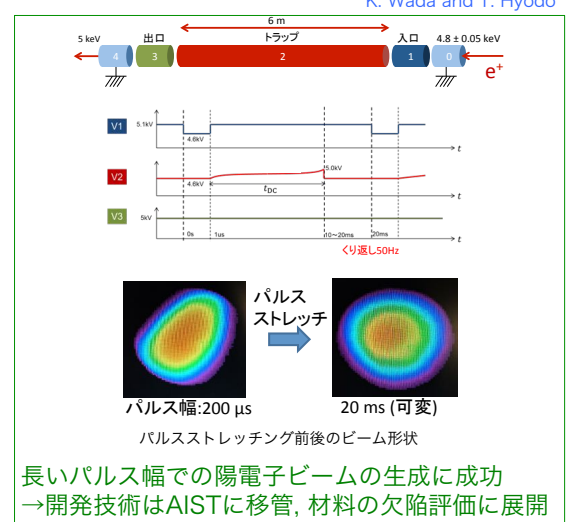 K. Wada and T. Hyodo
6 m
5 keV 出口 トラップ 入口 4.8 ± 0.05 keV
4 3 2 1 0
e+
V1 5.1kV
4.6kV
t
V2 5.0kV
4.6kV
tDC
t
V3 5kV
0s 1us 10～20ms 20ms
t
くり返し50Hz
パルス
ストレッチ
パルス幅:200 μs 20 ms (可変)
パルスストレッチング前後のビーム形状
長いパルス幅での陽電子ビームの生成に成功
→開発技術はAISTに移管, 材料の欠陥評価に展開